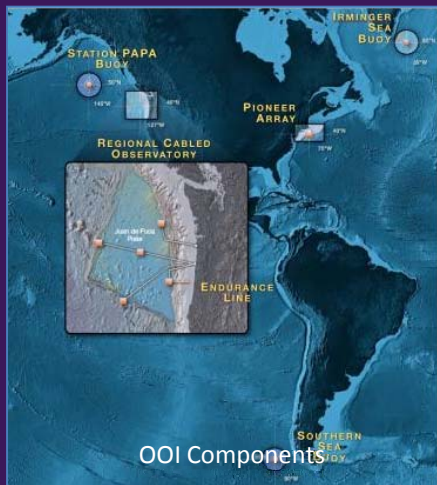 IRMINGER
SEA
BUOY
STATION PAPA
BUOY
PIONEER
ARRAY
REGIONAL CABLED
OBSERVATORY
Juan de Fuca
Plate
ENDURANCE
LINE
SOUTHERN
SEA
BUOY
OOI Components